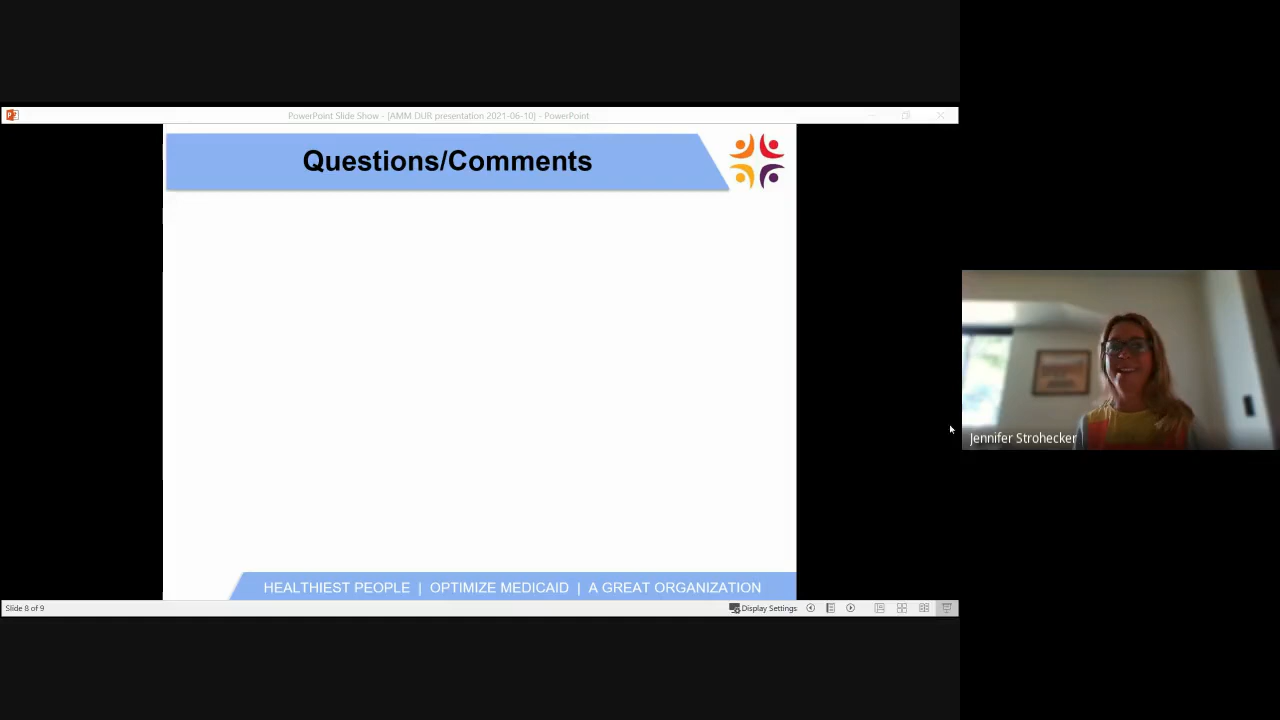 PowerPoint Slide Show - [AMM DUR presentation 2021-06-10] - PowerPoint
Questions/Comments
Jennifer Strohecker
HEALTHIEST PEOPLE | OPTIMIZE MEDICAID | A GREAT ORGANIZATION
Slide 8 of 9
Display Settings